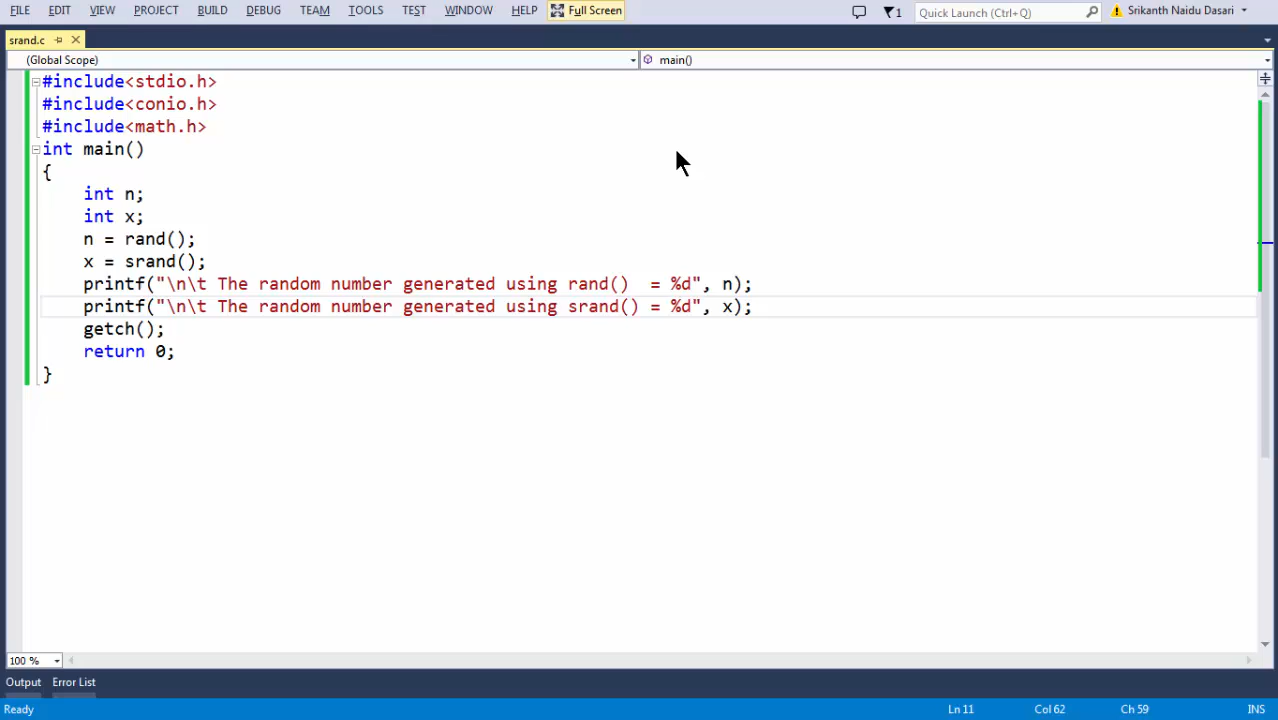 FILE EDIT VIEW PROJECT BUILD DEBUG TEAM TOOLS TEST WINDOW HELP Full Screen 1 Quick Launch (Ctrl+Q) Srikanth Naidu Dasari
srand.c
(Global Scope) main()
#include<stdio.h>
#include<conio.h>
#include<math.h>
int main()
{
    int n;
    int x;
    n = rand();
    x = srand();
    printf("\n\t The random number generated using rand()  = %d", n);
    printf("\n\t The random number generated using srand() = %d", x);
    getch();
    return 0;
}
100 %
Output Error List
Ready Ln 11 Col 62 Ch 59 INS